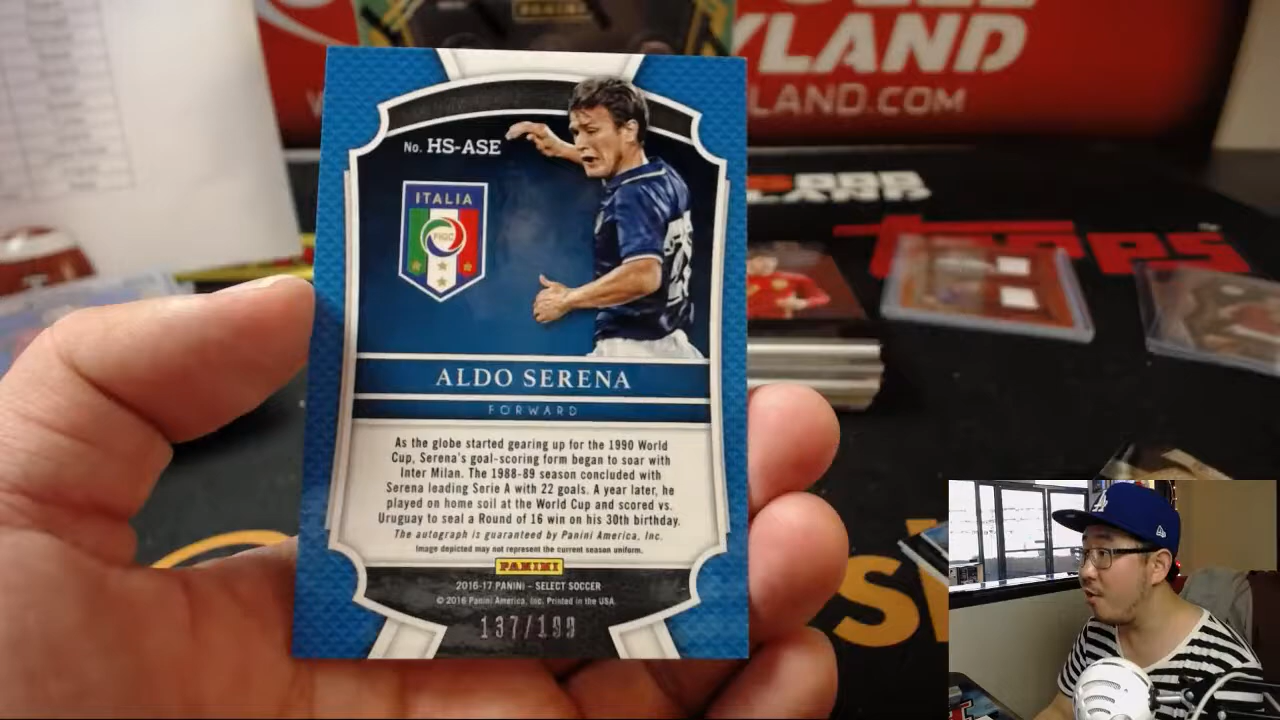 PANINI
YLAND
LAND.COM
No. HS-ASE
ITALIA
FIGC
ALDO SERENA
FORWARD
As the globe started gearing up for the 1990 World
Cup, Serena's goal-scoring form began to soar with
Inter Milan. The 1988-89 season concluded with
Serena leading Serie A with 22 goals. A year later, he
played on home soil at the World Cup and scored vs.
Uruguay to seal a Round of 16 win on his 30th birthday.
The autograph is guaranteed by Panini America, Inc.
Image depicted may not represent the current season uniform.
PANINI
2016-17 PANINI - SELECT SOCCER
© 2016 Panini America, Inc. Printed in the USA.
137/199
LA